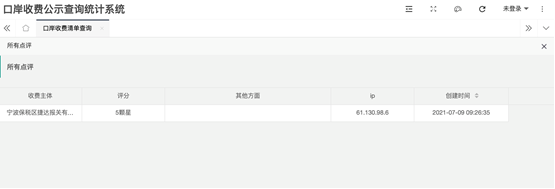 口岸收费公示查询统计系统
未登录
口岸收费清单查询
所有点评
所有点评
收费主体 评分 其他方面 ip 创建时间
宁波保税区捷达报关有... 5颗是 61.130.98.6 2021-07-09 09:26:35